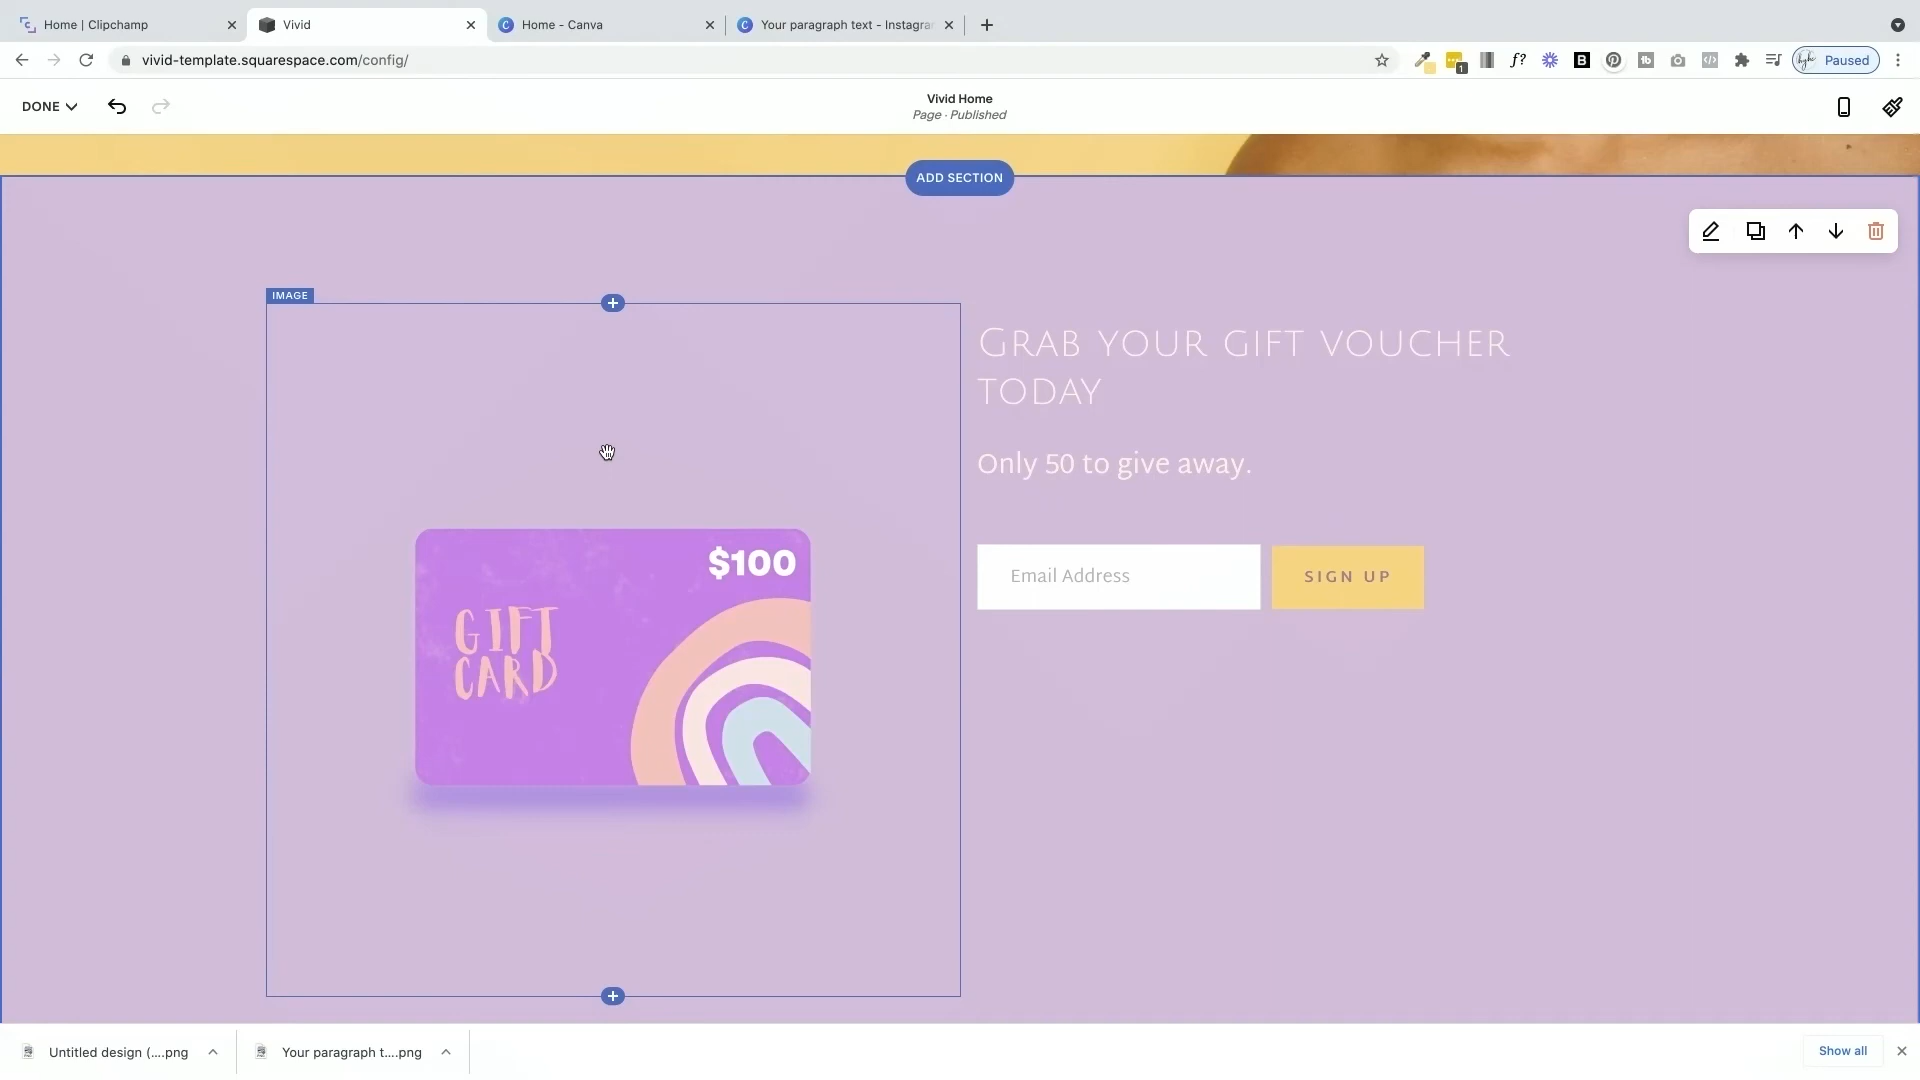 Home | Clipchamp
Vivid
Home - Canva
Your paragraph text - Instagra
vivid-template.squarespace.com/config/
1
f?
B
Paused
DONE
Vivid Home
Page · Published
ADD SECTION
IMAGE
GRAB YOUR GIFT VOUCHER
TODAY
Only 50 to give away.
Email Address
SIGN UP
$100
GIFT
CARD
Untitled design (....png
Your paragraph t....png
Show all